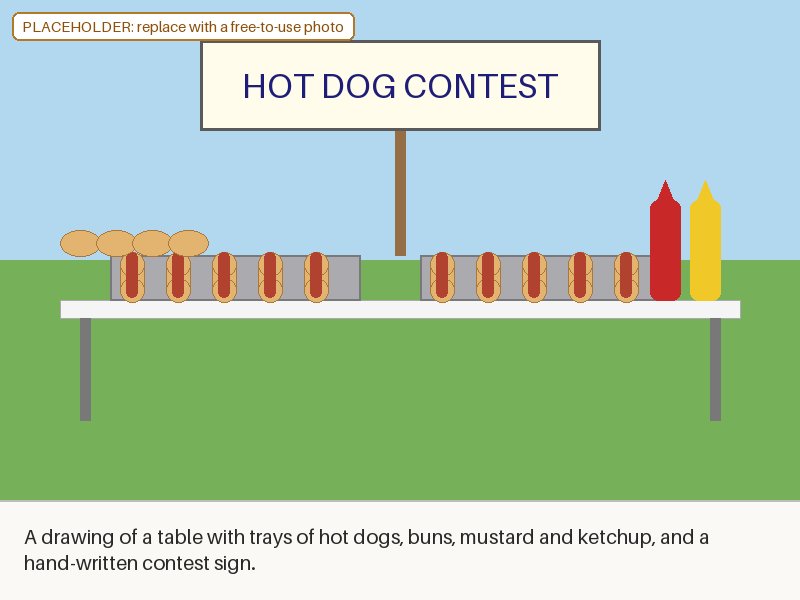 PLACEHOLDER: replace with a free-to-use photo
HOT DOG CONTEST
A drawing of a table with trays of hot dogs, buns, mustard and ketchup, and a
hand-written contest sign.